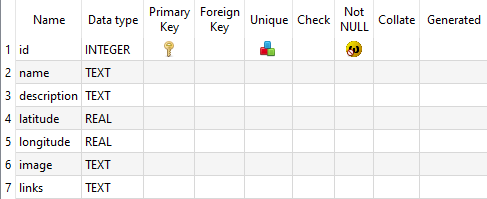 Name Data type Primary Key Foreign Key Unique Check Not NULL Collate Generated
1 id INTEGER
2 name TEXT
3 description TEXT
4 latitude REAL
5 longitude REAL
6 image TEXT
7 links TEXT